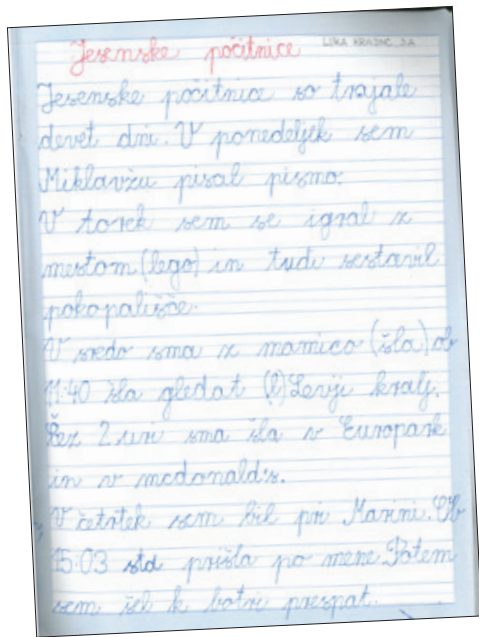 Jesenske počitnice LUKA KRAJNC, 3.A
Jesenske počitnice so trajale
devet dni. V ponedeljek sem
Miklavžu pisal pismo.
V torek sem se igral z
mestom (lego) in tudi sestavil
pokopališče.
V sredo sma z mamico (šla) ob
11:40 šla gledat (l) Levji kralj.
Čez 2 uri sma šla v Europark
in v mcdonald's.
V četrtek sem bil pri Marini. Ob
15:03 sta prišla po mene. Potem
sem šel k botri prespat.